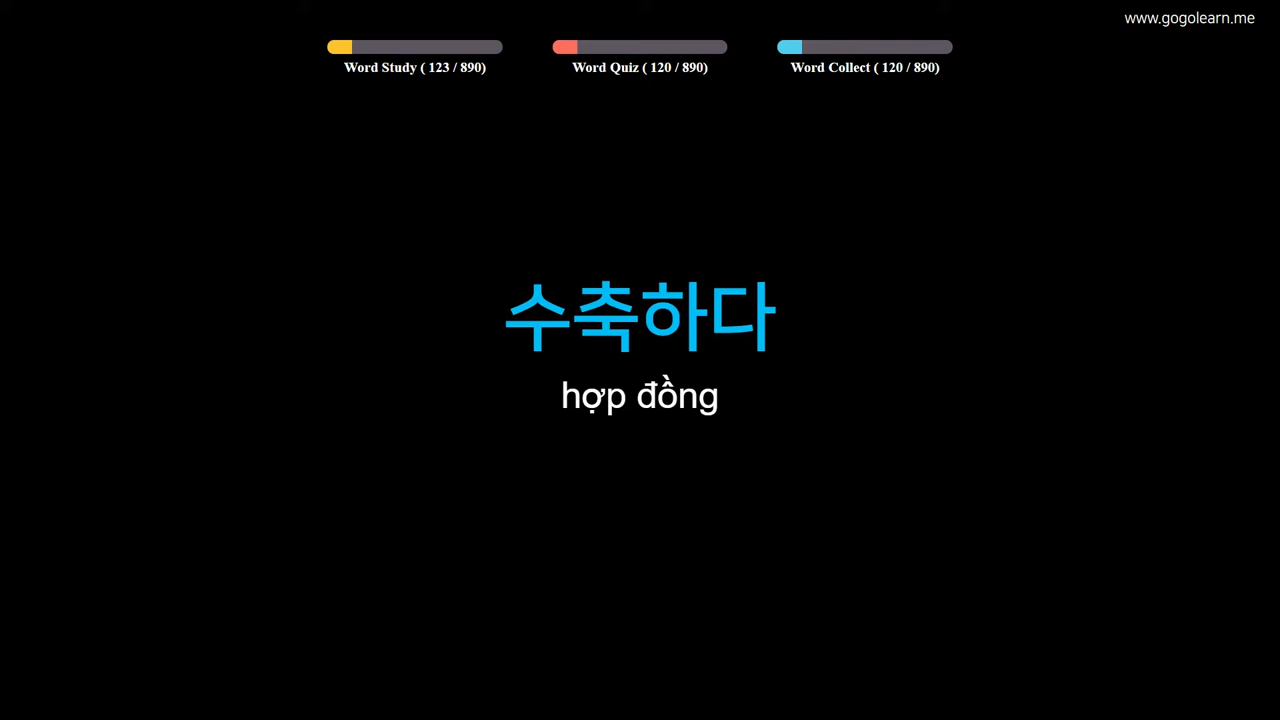 www.gogolearn.me
Word Study ( 123 / 890)
Word Quiz ( 120 / 890)
Word Collect ( 120 / 890)
수축하다
hợp đồng